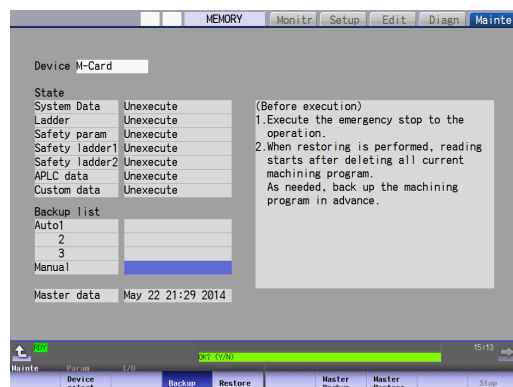 MEMORY Monitr Setup Edit Diagn Mainte
Device M-Card
State
System Data Unexecute
Ladder Unexecute
Safety param Unexecute
Safety ladder1 Unexecute
Safety ladder2 Unexecute
APLC data Unexecute
Custom data Unexecute
Backup list
Auto1
2
3
Manual
Master data May 22 21:29 2014
(Before execution)
1.Execute the emergency stop to the
operation.
2.When restoring is performed, reading
starts after deleting all current
machining program.
As needed, back up the machining
program in advance.
RDY
15:13
OK? (Y/N)
Mainte Param I/O
Device
select Backup Restore Master
Backup Master
Restore Stop